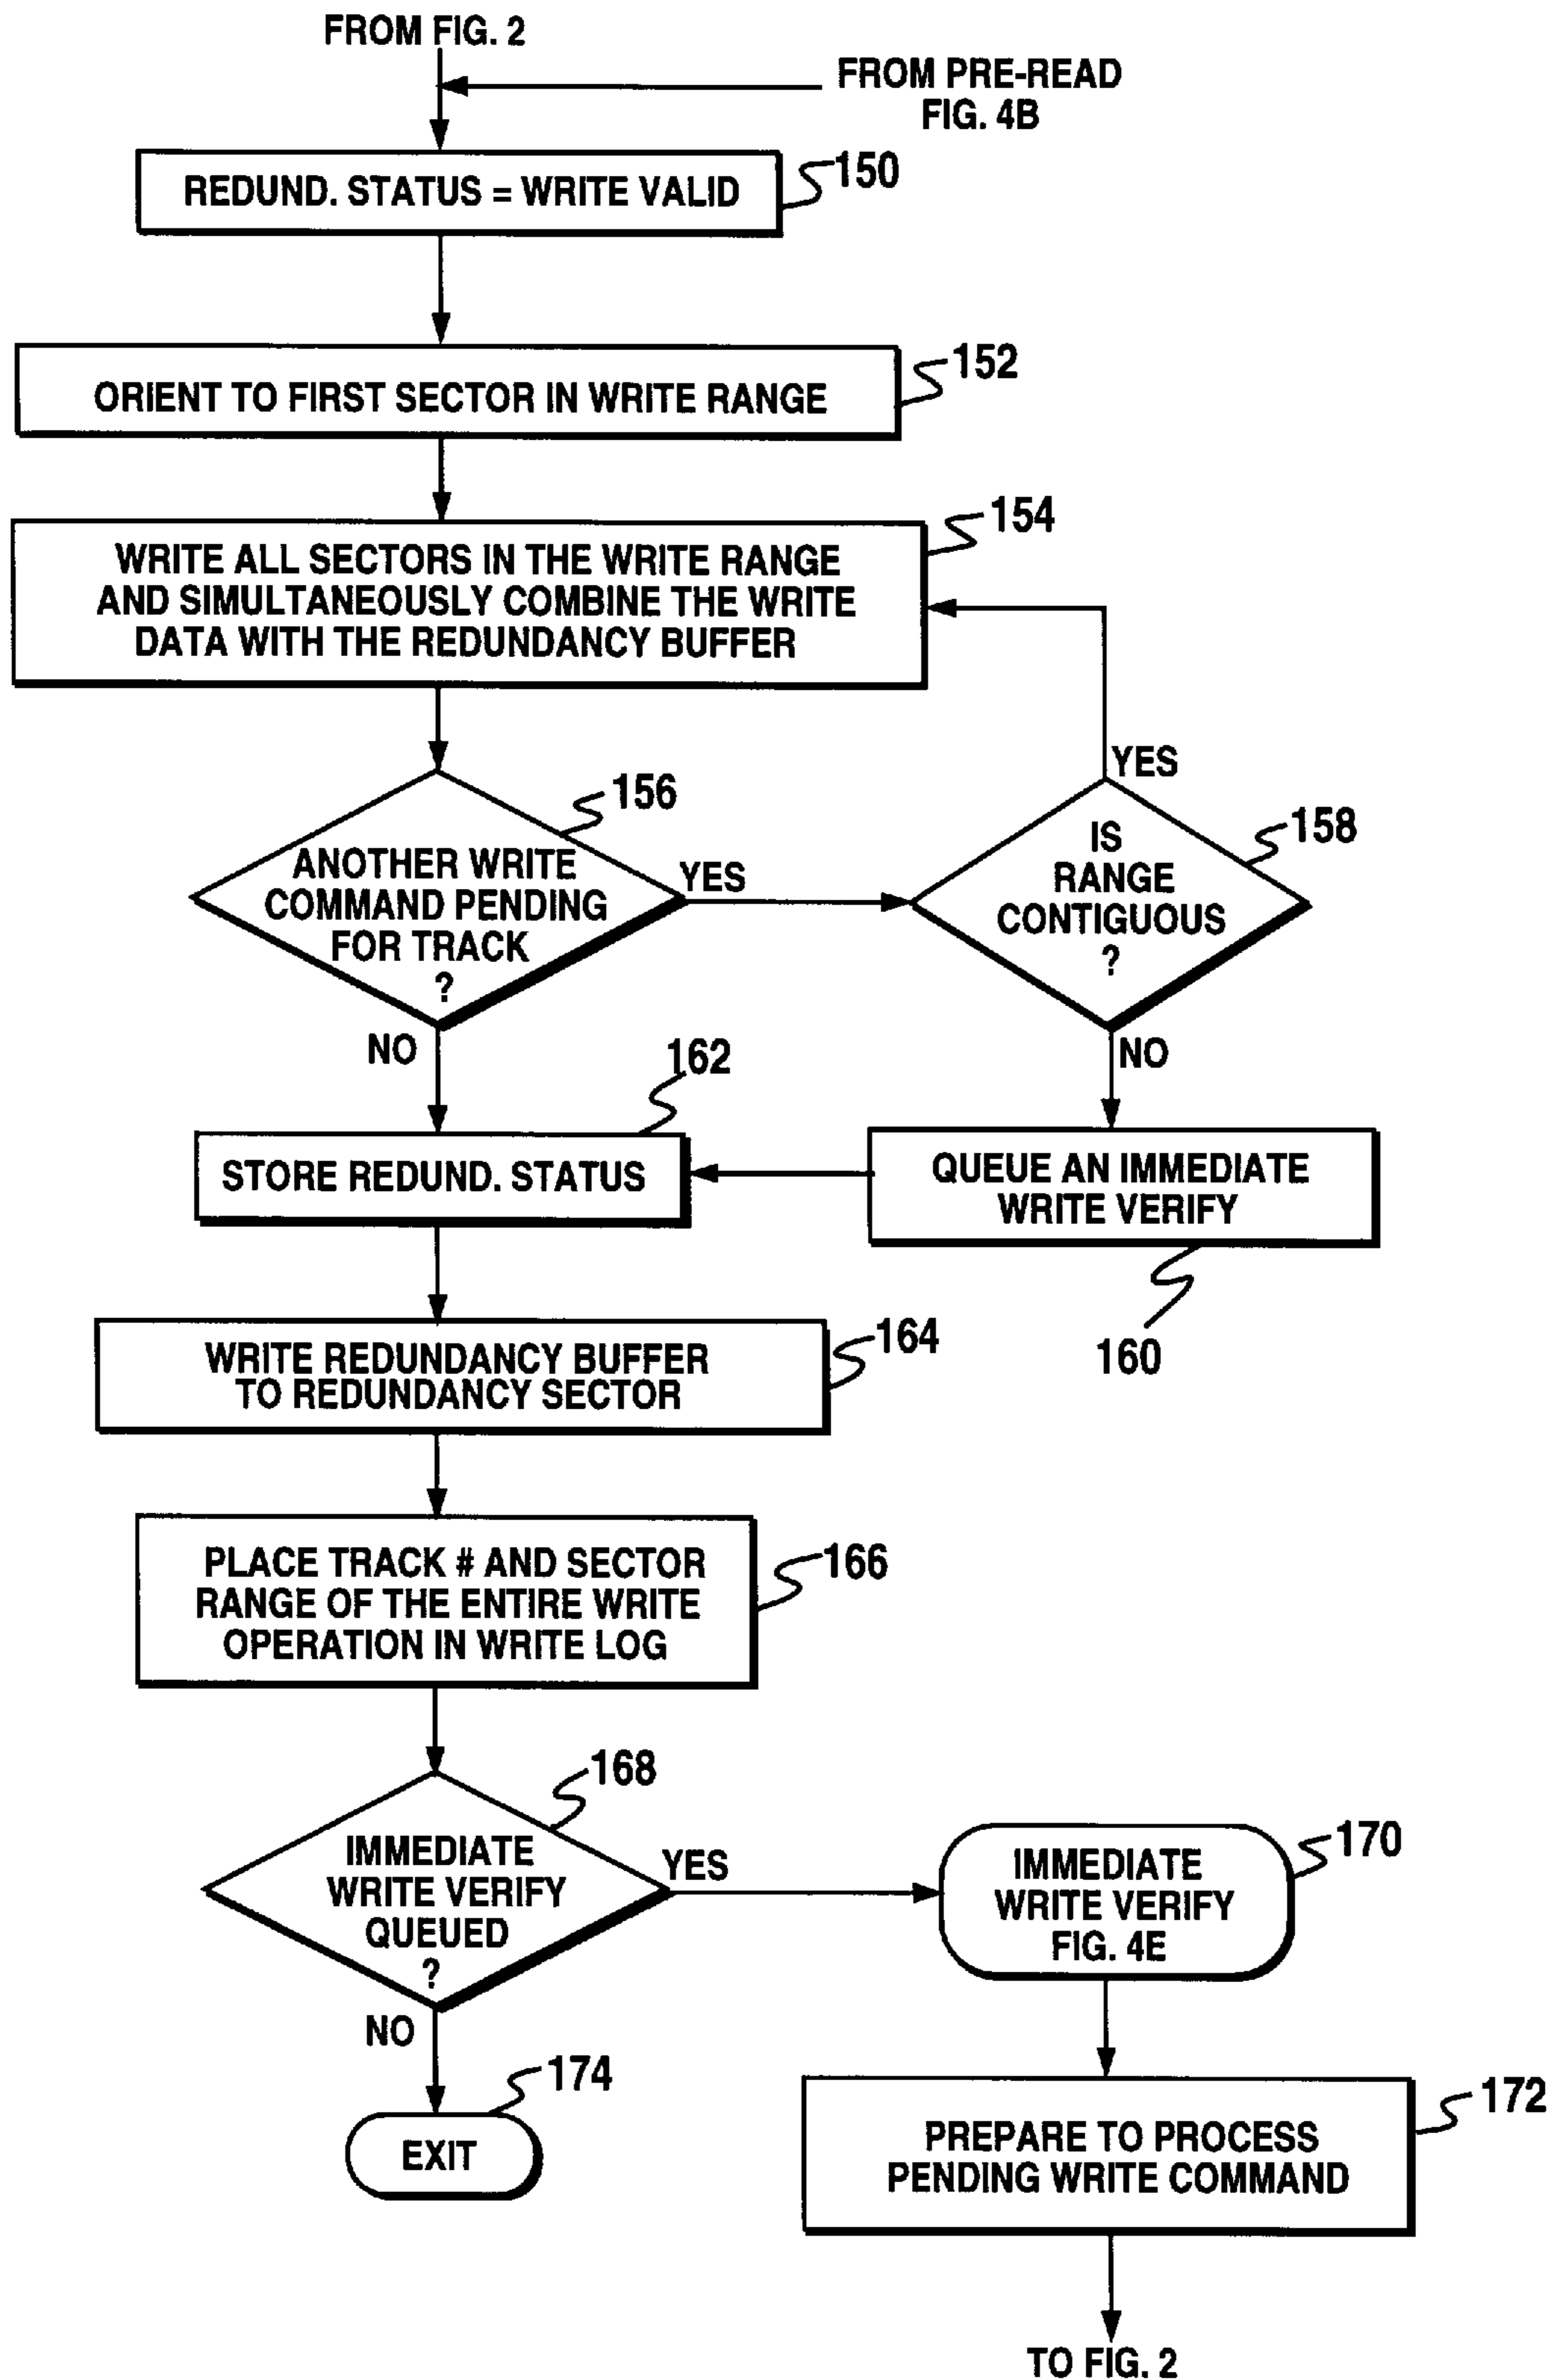 FROM FIG. 2
FROM PRE-READ
FIG. 4B
REDUND. STATUS = WRITE VALID
150
ORIENT TO FIRST SECTOR IN WRITE RANGE
152
WRITE ALL SECTORS IN THE WRITE RANGE
AND SIMULTANEOUSLY COMBINE THE WRITE
DATA WITH THE REDUNDANCY BUFFER
154
ANOTHER WRITE
COMMAND PENDING
FOR TRACK
?
156
YES
NO
IS
RANGE
CONTIGUOUS
?
158
YES
NO
STORE REDUND. STATUS
162
QUEUE AN IMMEDIATE
WRITE VERIFY
160
WRITE REDUNDANCY BUFFER
TO REDUNDANCY SECTOR
164
PLACE TRACK # AND SECTOR
RANGE OF THE ENTIRE WRITE
OPERATION IN WRITE LOG
166
IMMEDIATE
WRITE VERIFY
QUEUED
?
168
YES
NO
IMMEDIATE
WRITE VERIFY
FIG. 4E
170
EXIT
174
PREPARE TO PROCESS
PENDING WRITE COMMAND
172
TO FIG. 2